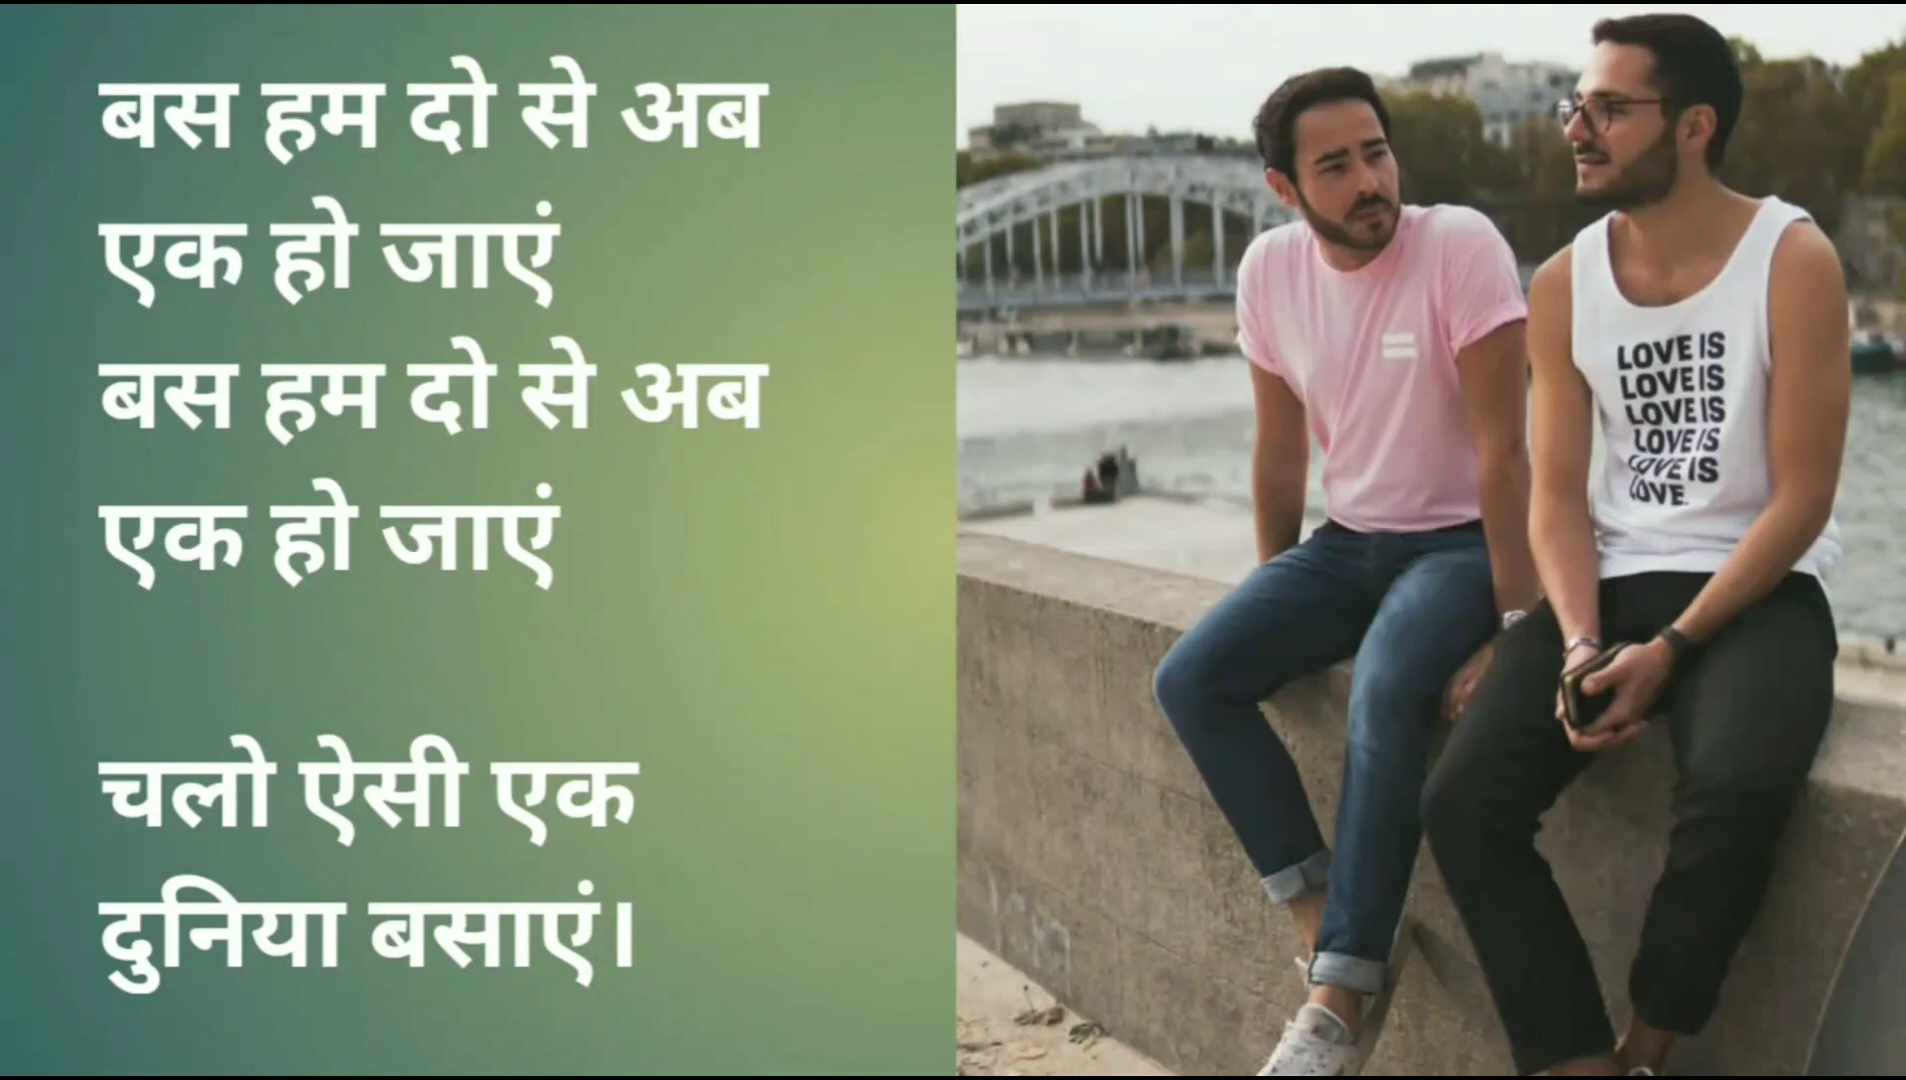 बस हम दो से अब
एक हो जाएं
बस हम दो से अब
एक हो जाएं
चलो ऐसी एक
दुनिया बसाएं।
LOVE IS
LOVE IS
LOVE IS
LOVE IS
LOVE IS
LOVE.